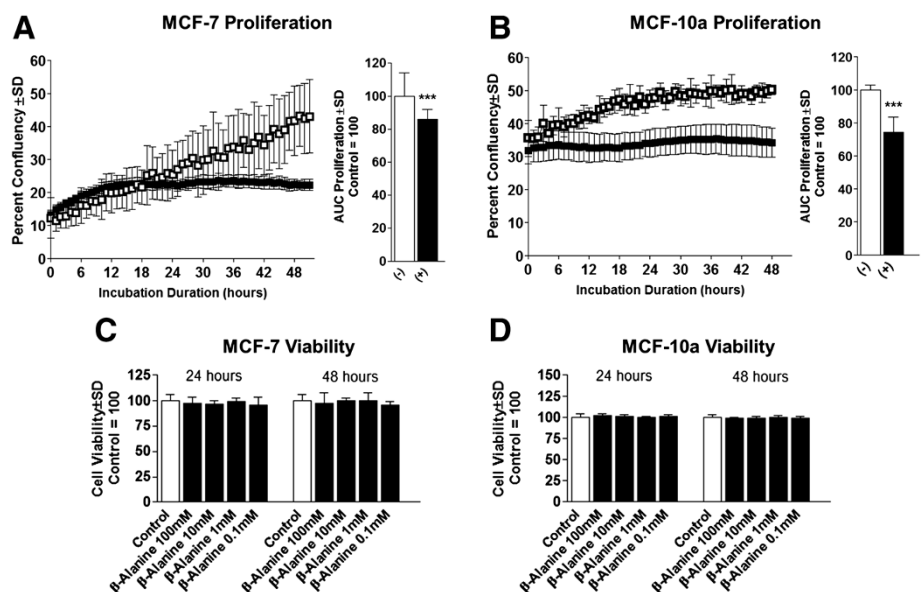 A
MCF-7 Proliferation
Percent Confluency ±SD
60
50
40
30
20
10
0
0 6 12 18 24 30 36 42 48
Incubation Duration (hours)
AUC Proliferation ±SD
Control = 100
120
100
80
60
40
20
0
***
(-)
(+)
B
MCF-10a Proliferation
Percent Confluency±SD
60
50
40
30
20
10
0
0 6 12 18 24 30 36 42 48
Incubation Duration (hours)
AUC Proliferation ±SD
Control = 100
120
100
80
60
40
20
0
***
(-)
(+)
C
MCF-7 Viability
Cell Viability±SD
Control = 100
125
100
75
50
25
0
24 hours
48 hours
Control
β-Alanine 100mM
β-Alanine 10mM
β-Alanine 1mM
β-Alanine 0.1mM
Control
β-Alanine 100mM
β-Alanine 10mM
β-Alanine 1mM
β-Alanine 0.1mM
D
MCF-10a Viability
Cell Viability±SD
Control = 100
150
125
100
75
50
25
0
24 hours
48 hours
Control
β-Alanine 100mM
β-Alanine 10mM
β-Alanine 1mM
β-Alanine 0.1mM
Control
β-Alanine 100mM
β-Alanine 10mM
β-Alanine 1mM
β-Alanine 0.1mM